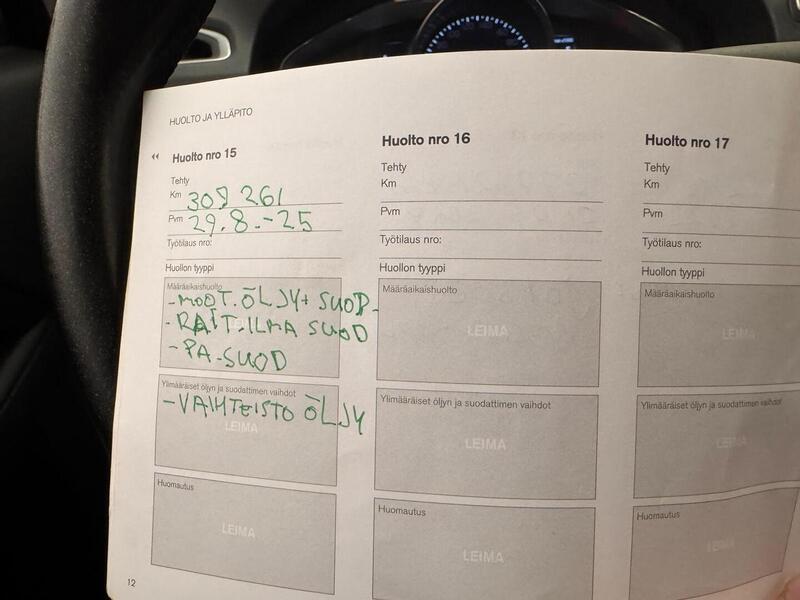 HUOLTO JA YLLÄPITO
Huolto nro 15
Tehty
Km 309 261
Pvm 29.8.-25
Työtilaus nro:
Huollon tyyppi
Määräaikaishuolto
-MOOT.ÖLJY+ SUOD-
-RAIT.ILMA SUOD
-PA-SUOD
LEIMA
Ylimääräiset öljyn ja suodattimen vaihdot
-VAIHTEISTO ÖLJY
LEIMA
Huomautus
LEIMA
12
Huolto nro 16
Tehty
Km
Pvm
Työtilaus nro:
Huollon tyyppi
Määräaikaishuolto
LEIMA
Ylimääräiset öljyn ja suodattimen vaihdot
LEIMA
Huomautus
LEIMA
Huolto nro 17
Tehty
Km
Pvm
Työtilaus nro:
Huollon tyyppi
Määräaikaishuolto
LEIMA
Ylimääräiset öljyn ja suodattimen vaihdot
LEIMA
Huomautus
LEIMA